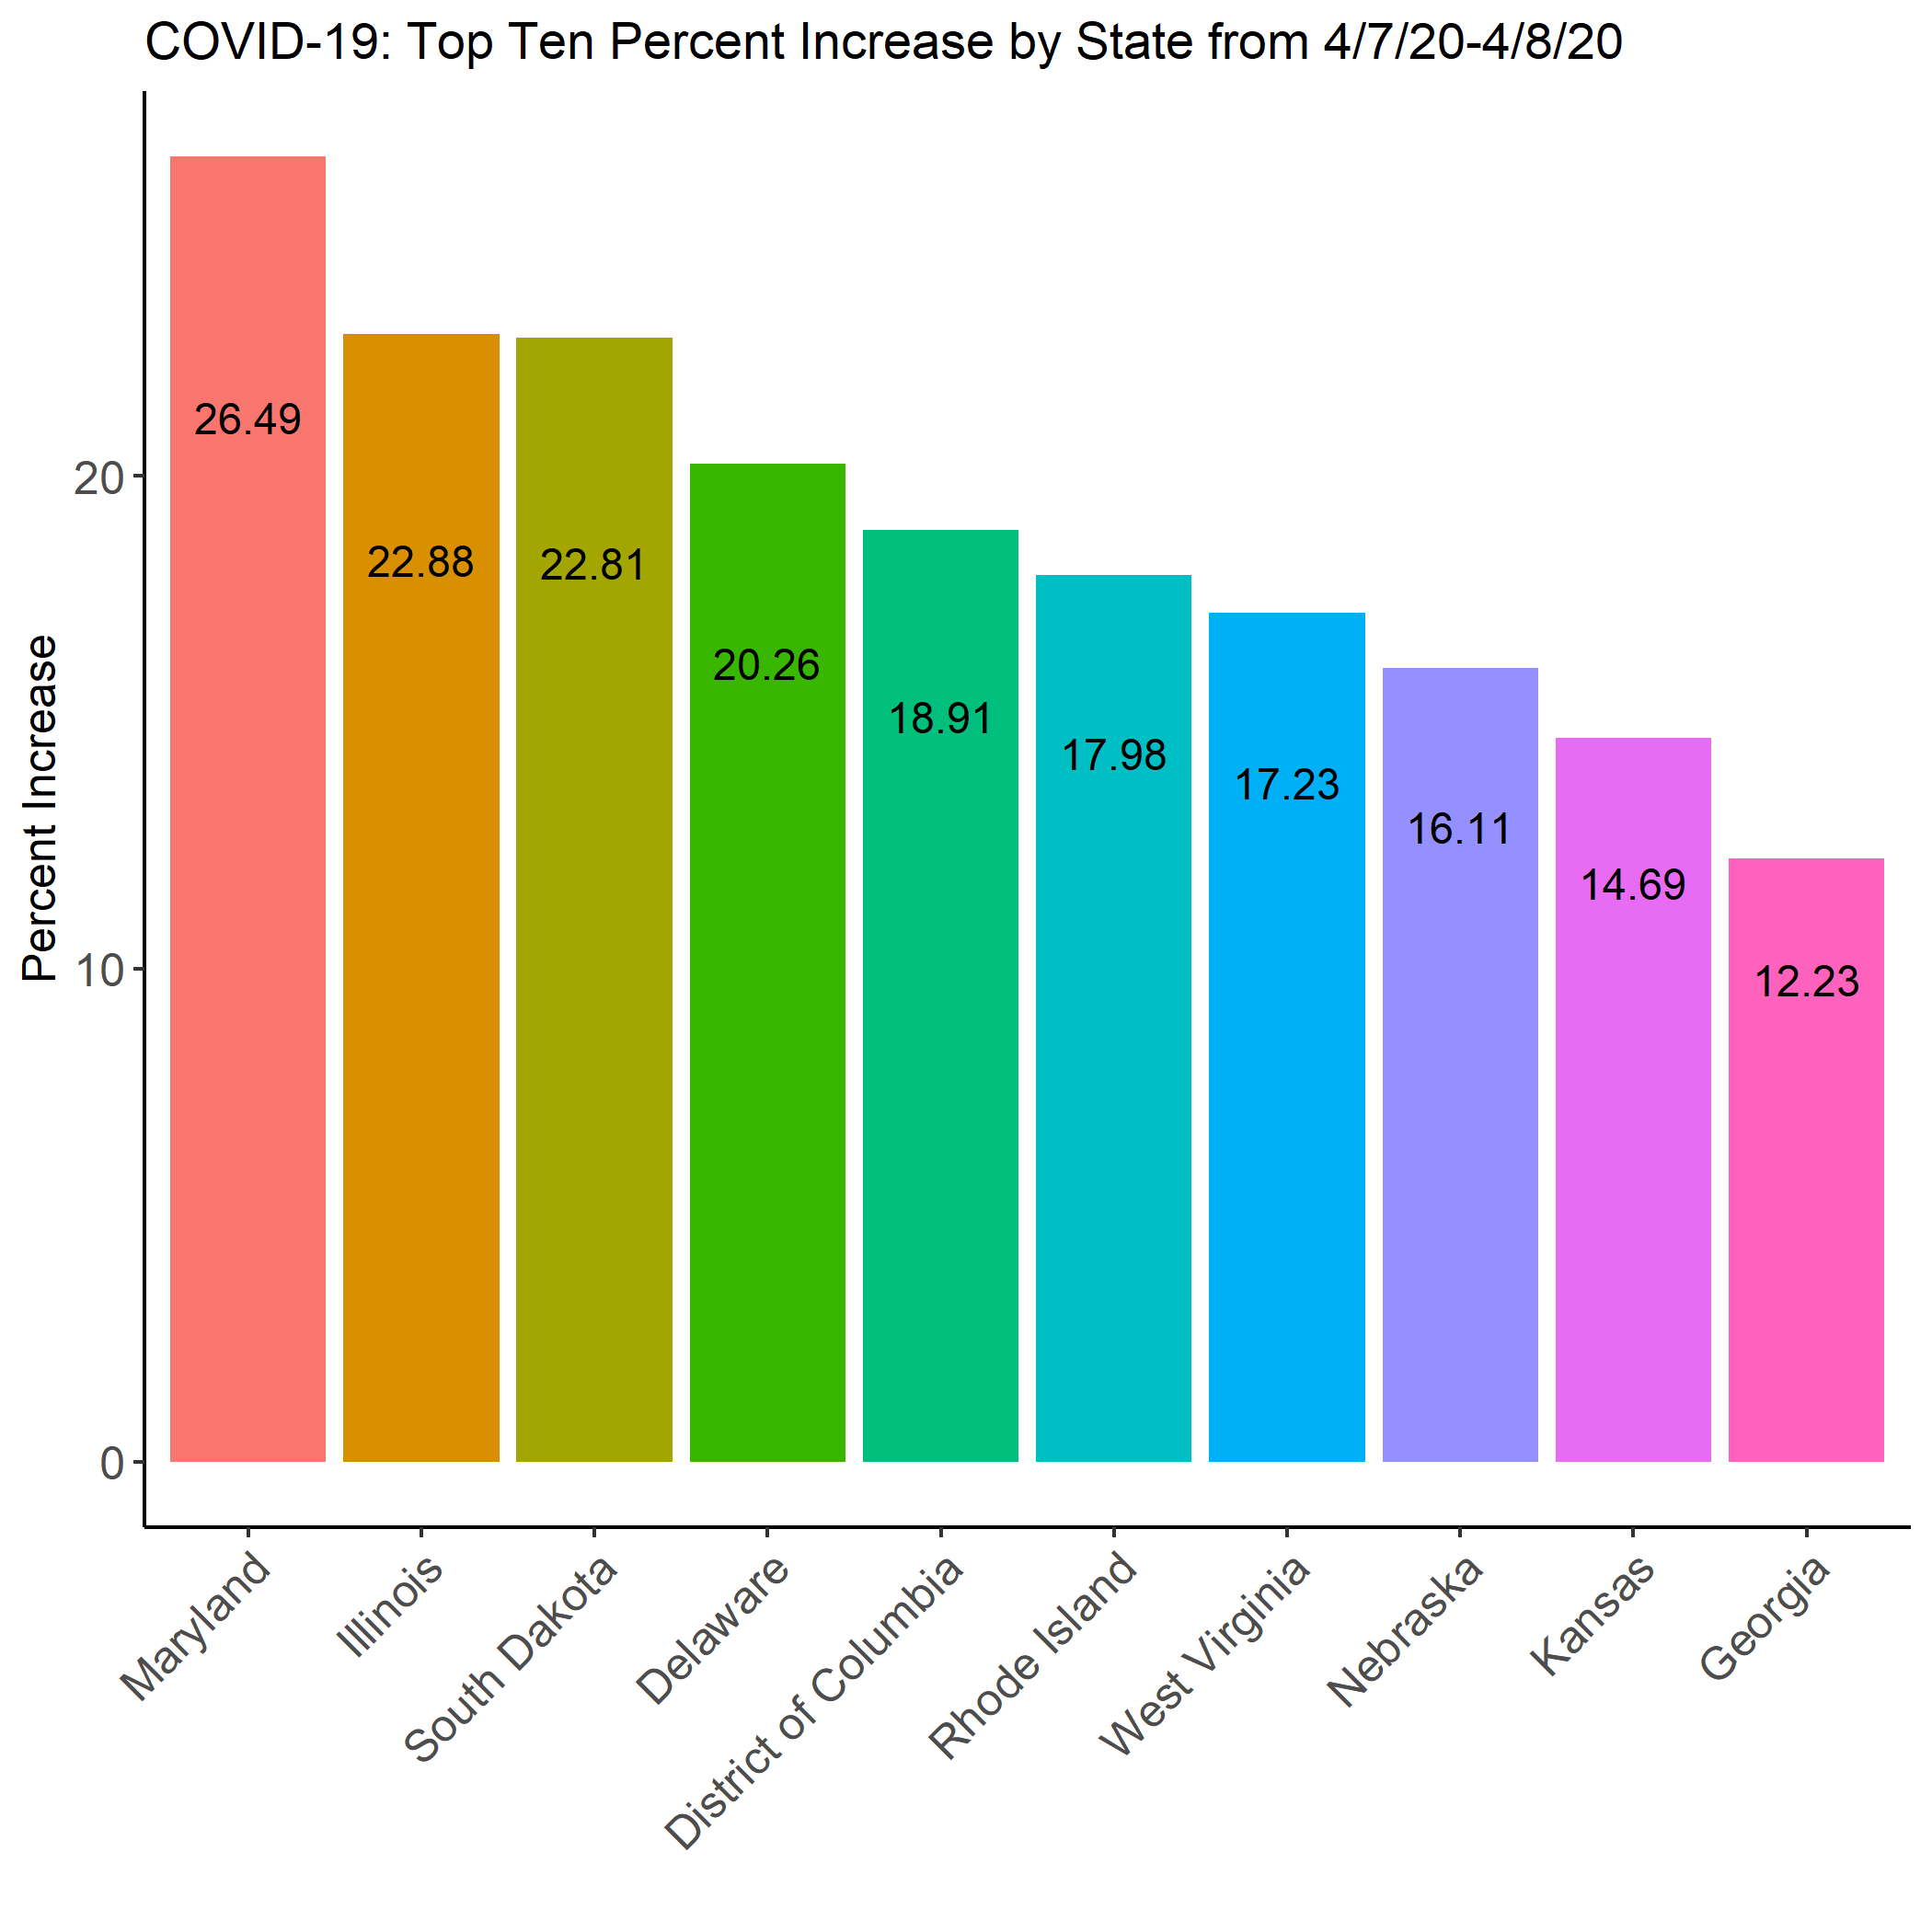 COVID-19: Top Ten Percent Increase by State from 4/7/20-4/8/20
Percent Increase
20
10
0
26.49
22.88
22.81
20.26
18.91
17.98
17.23
16.11
14.69
12.23
Maryland
Illinois
South Dakota
Delaware
District of Columbia
Rhode Island
West Virginia
Nebraska
Kansas
Georgia